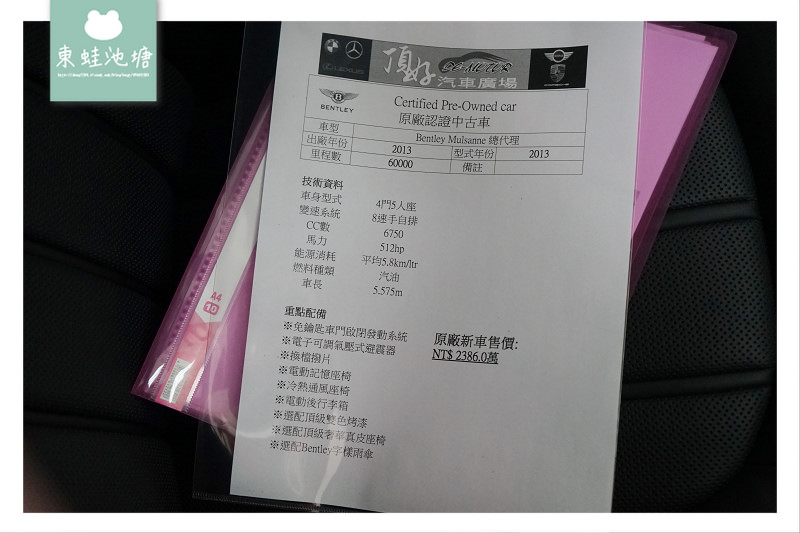 東蛙池塘
LEXUS
頂好
汽車廣場
BENTLEY
Certified Pre-Owned car
原廠認證中古車
車型 Bentley Mulsanne 總代理
出廠年份 2013 型式年份 2013
里程數 60000 備註
技術資料
車身型式 4門5人座
變速系統 8速手自排
CC數 6750
馬力 512hp
能源消耗 平均5.8km/ltr
燃料種類 汽油
車長 5.575m
重點配備
※免鑰匙車門啟閉發動系統
※電子可調氣壓式避震器
※換檔撥片
※電動記憶座椅
※冷熱通風座椅
※電動後行李箱
※選配頂級雙色烤漆
※選配頂級奢華真皮座椅
※選配Bentley字樣雨傘
原廠新車售價:
NT$ 2386.0萬
A4
10